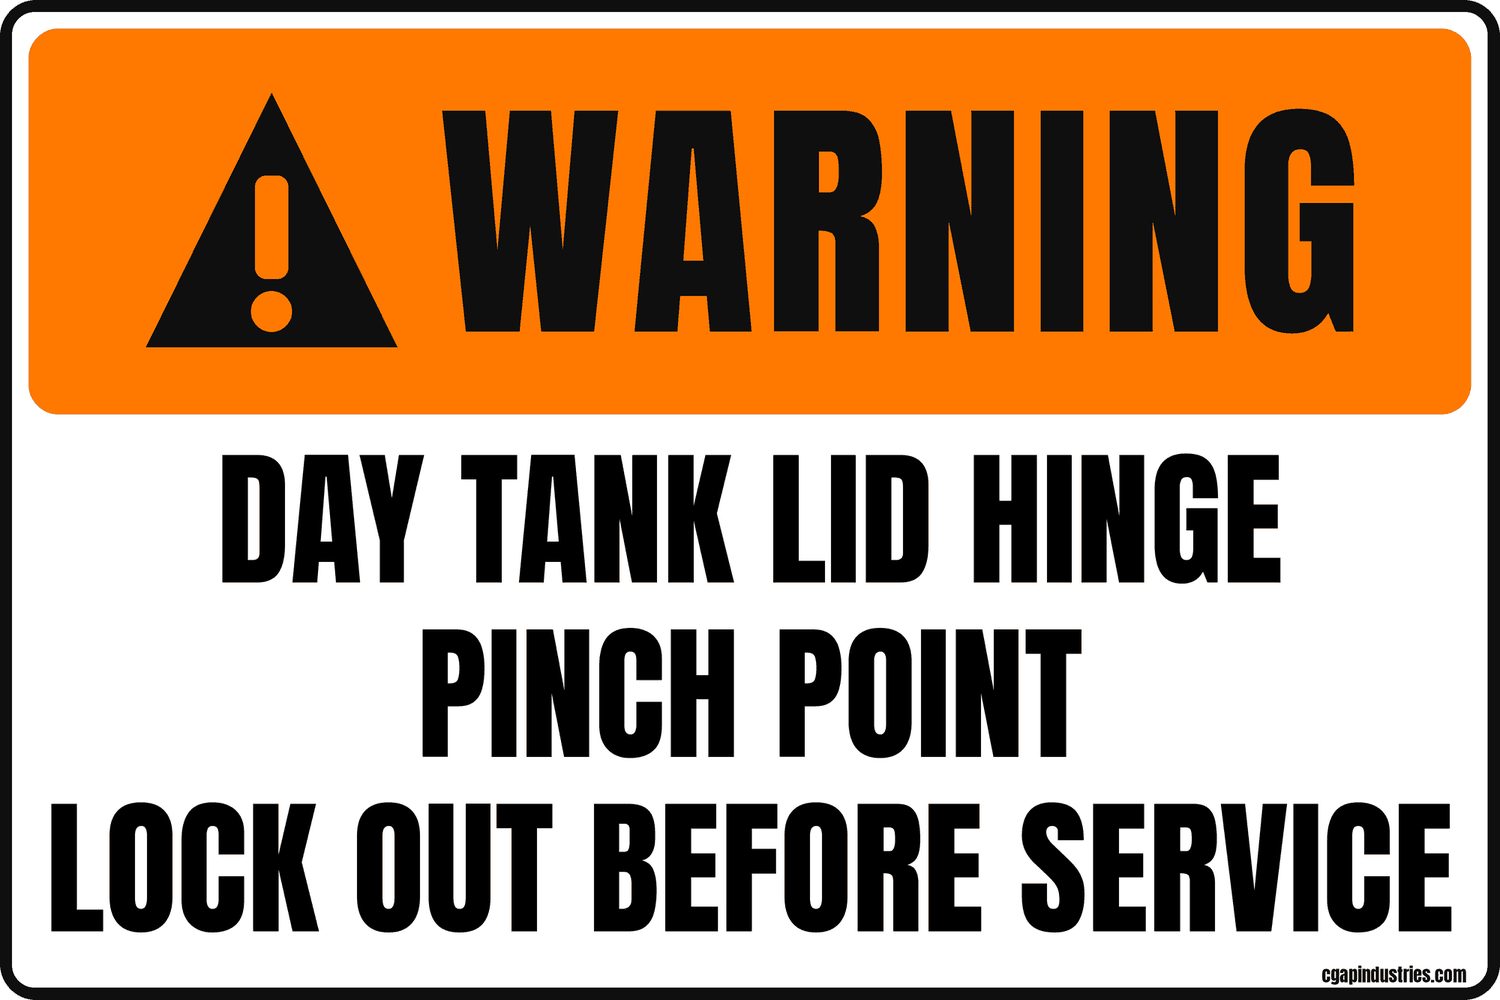 WARNING
DAY TANK LID HINGE
PINCH POINT
LOCK OUT BEFORE SERVICE
cgapindustries.com